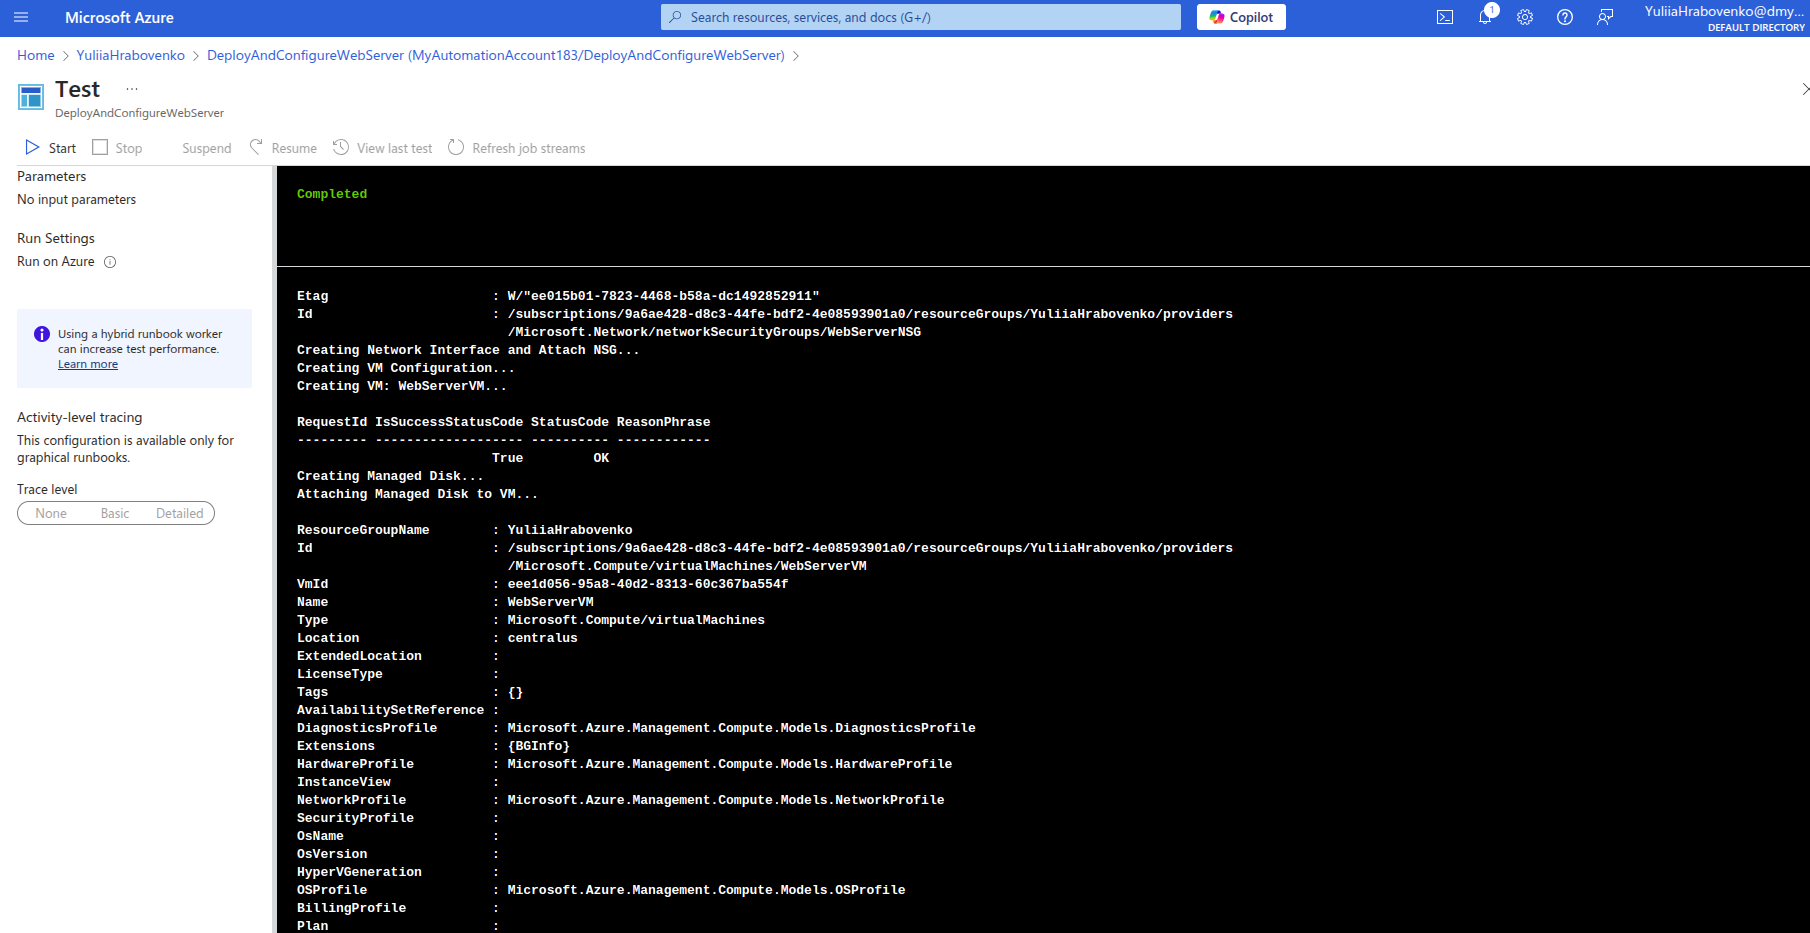 Microsoft Azure
Search resources, services, and docs (G+/)
Copilot
1
YuliiaHrabovenko@dmy...
DEFAULT DIRECTORY
Home > YuliiaHrabovenko > DeployAndConfigureWebServer (MyAutomationAccount183/DeployAndConfigureWebServer) >
Test ...
DeployAndConfigureWebServer
Start Stop Suspend Resume View last test Refresh job streams
Parameters
No input parameters
Run Settings
Run on Azure
Using a hybrid runbook worker
can increase test performance.
Learn more
Activity-level tracing
This configuration is available only for
graphical runbooks.
Trace level
None Basic Detailed
Completed
Etag : W/"ee015b01-7823-4468-b58a-dc1492852911"
Id : /subscriptions/9a6ae428-d8c3-44fe-bdf2-4e08593901a0/resourceGroups/YuliiaHrabovenko/providers
/Microsoft.Network/networkSecurityGroups/WebServerNSG
Creating Network Interface and Attach NSG...
Creating VM Configuration...
Creating VM: WebServerVM...
RequestId IsSuccessStatusCode StatusCode ReasonPhrase
--------- ------------------- ---------- ------------
True OK
Creating Managed Disk...
Attaching Managed Disk to VM...
ResourceGroupName : YuliiaHrabovenko
Id : /subscriptions/9a6ae428-d8c3-44fe-bdf2-4e08593901a0/resourceGroups/YuliiaHrabovenko/providers
/Microsoft.Compute/virtualMachines/WebServerVM
VmId : eee1d056-95a8-40d2-8313-60c367ba554f
Name : WebServerVM
Type : Microsoft.Compute/virtualMachines
Location : centralus
ExtendedLocation :
LicenseType :
Tags : {}
AvailabilitySetReference :
DiagnosticsProfile : Microsoft.Azure.Management.Compute.Models.DiagnosticsProfile
Extensions : {BGInfo}
HardwareProfile : Microsoft.Azure.Management.Compute.Models.HardwareProfile
InstanceView :
NetworkProfile : Microsoft.Azure.Management.Compute.Models.NetworkProfile
SecurityProfile :
OsName :
OsVersion :
HyperVGeneration :
OSProfile : Microsoft.Azure.Management.Compute.Models.OSProfile
BillingProfile :
Plan :